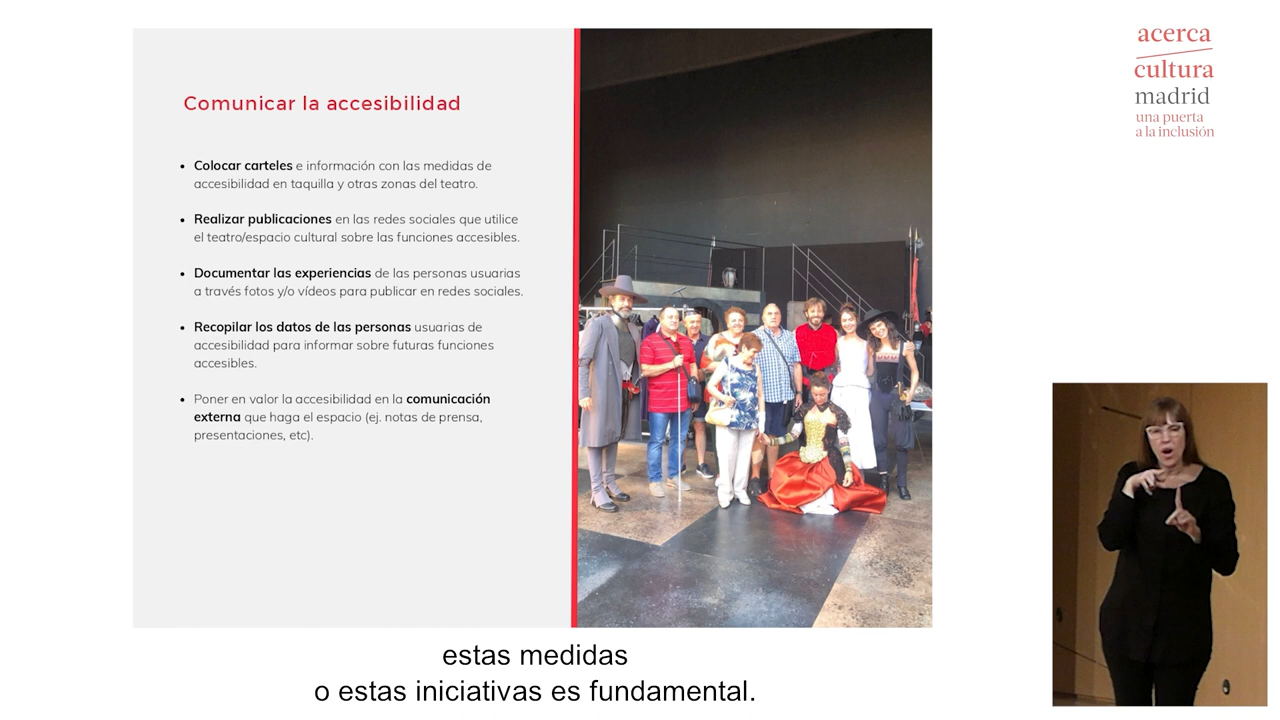 Comunicar la accesibilidad
• Colocar carteles e información con las medidas de
accesibilidad en taquilla y otras zonas del teatro.
• Realizar publicaciones en las redes sociales que utilice
el teatro/espacio cultural sobre las funciones accesibles.
• Documentar las experiencias de las personas usuarias
a través fotos y/o vídeos para publicar en redes sociales.
• Recopilar los datos de las personas usuarias de
accesibilidad para informar sobre futuras funciones
accesibles.
• Poner en valor la accesibilidad en la comunicación
externa que haga el espacio (ej. notas de prensa,
presentaciones, etc).
acerca
cultura
madrid
una puerta
a la inclusión
estas medidas
o estas iniciativas es fundamental.